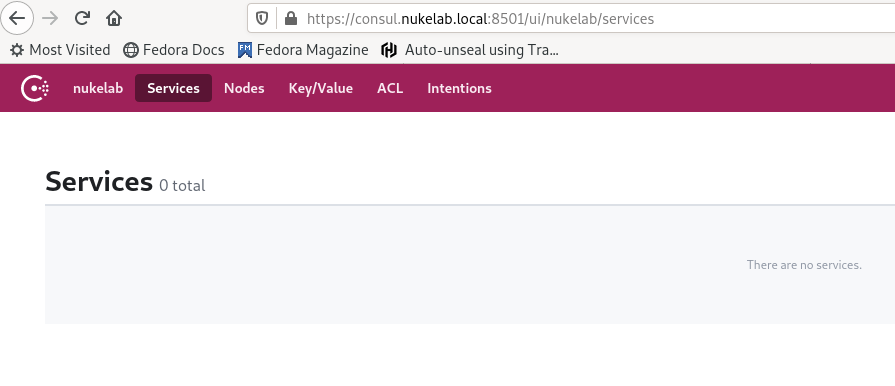 https://consul.nukelab.local:8501/ui/nukelab/services
Most Visited Fedora Docs FM Fedora Magazine Auto-unseal using Tra…
nukelab Services Nodes Key/Value ACL Intentions
Services 0 total
There are no services.